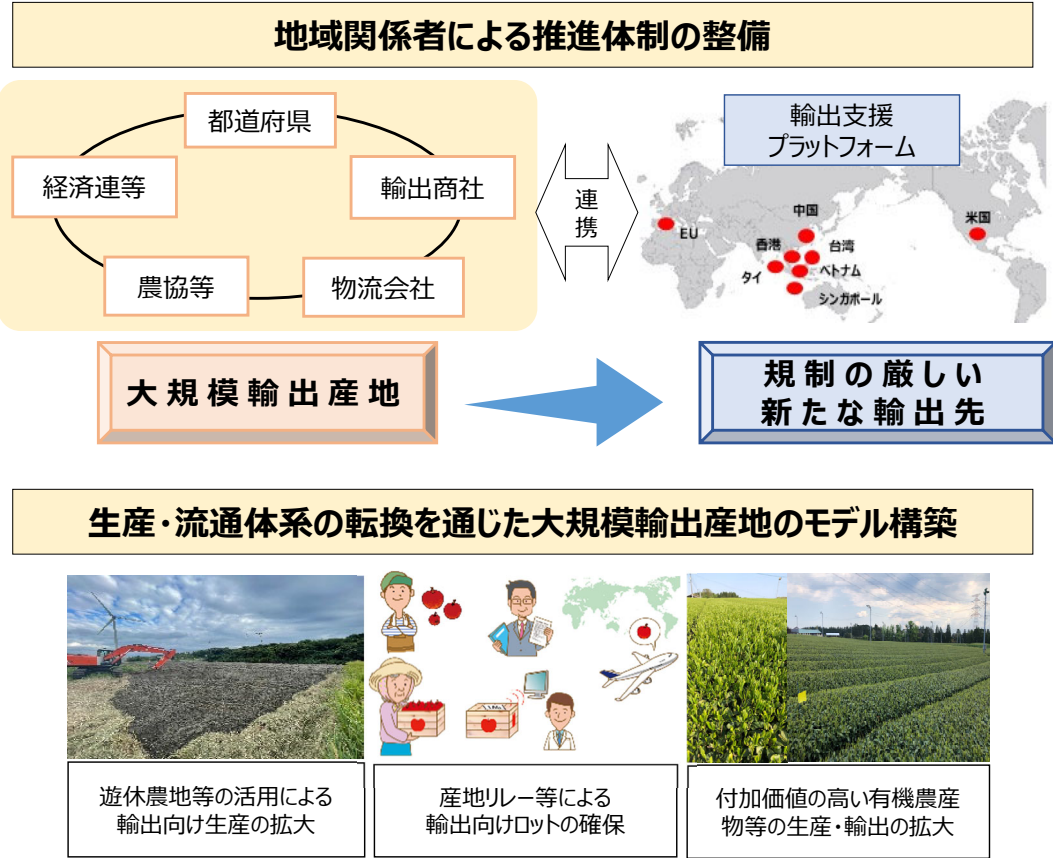 地域関係者による推進体制の整備
都道府県
経済連等
輸出商社
農協等
物流会社
連
携
輸出支援
プラットフォーム
EU
中国
香港
台湾
タイ
ベトナム
シンガポール
米国
大規模輸出産地
規制の厳しい
新たな輸出先
生産・流通体系の転換を通じた大規模輸出産地のモデル構築
遊休農地等の活用による
輸出向け生産の拡大
産地リレー等による
輸出向けロットの確保
付加価値の高い有機農産
物等の生産・輸出の拡大